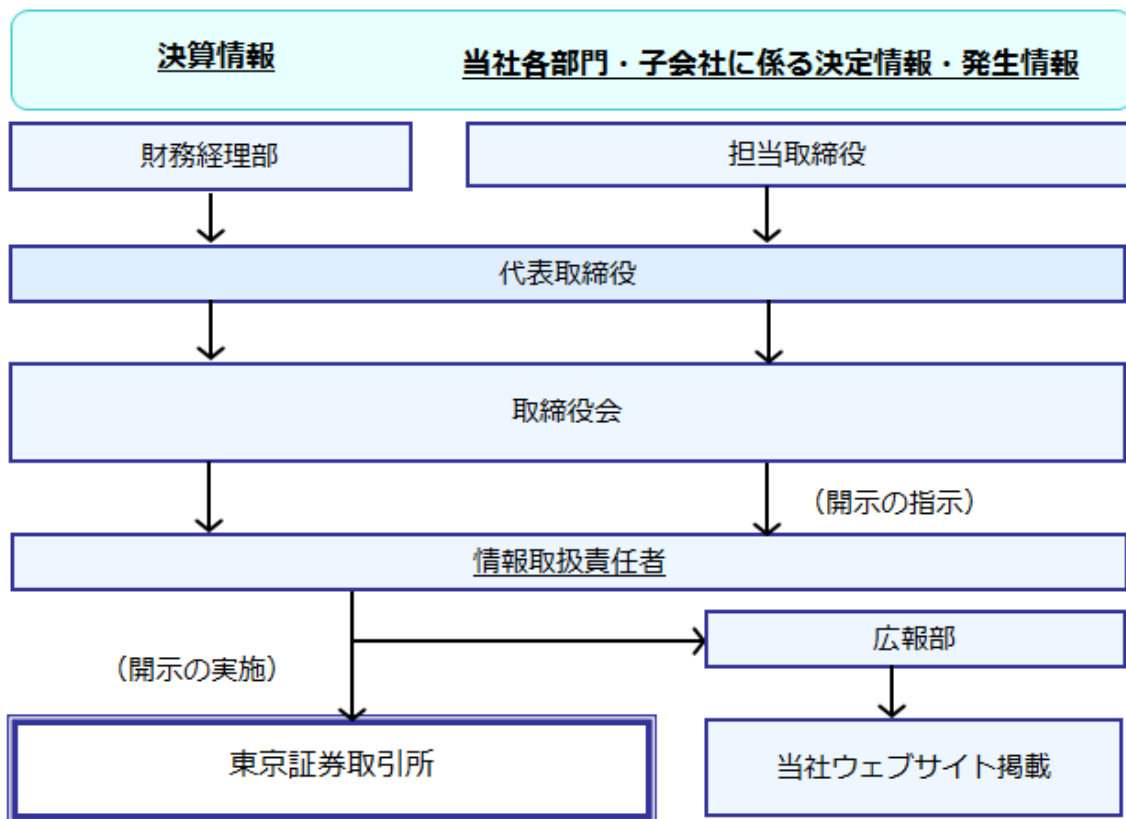 決算情報
当社各部門・子会社に係る決定情報・発生情報
財務経理部
担当取締役
代表取締役
取締役会
（開示の指示）
情報取扱責任者
広報部
（開示の実施）
東京証券取引所
当社ウェブサイト掲載